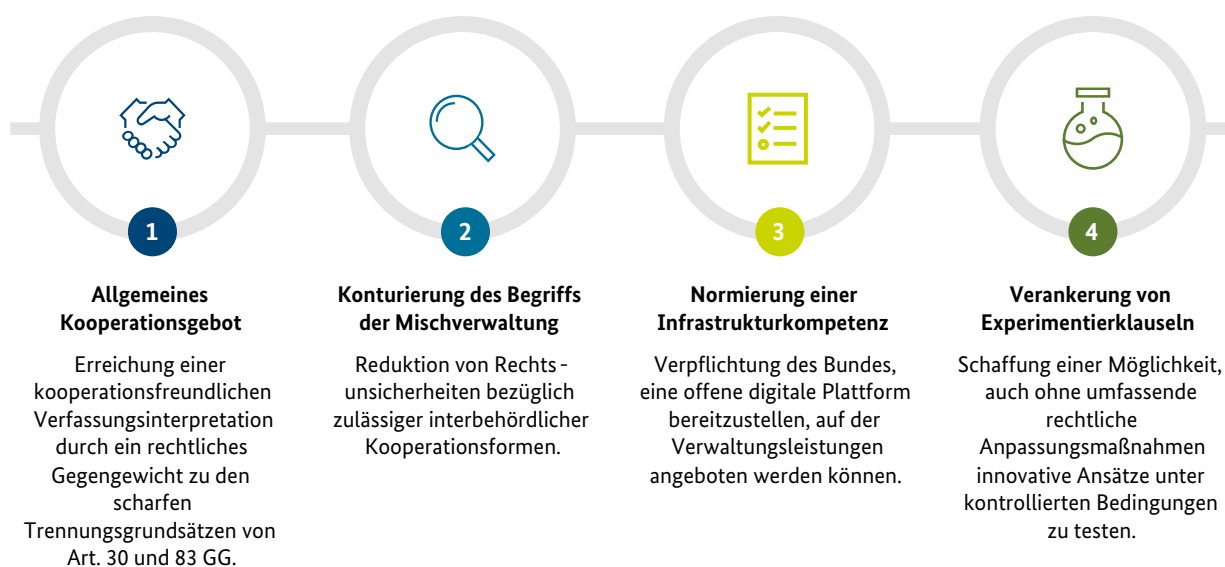 1
Allgemeines
Kooperationsgebot
Erreichung einer
kooperationsfreundlichen
Verfassungsinterpretation
durch ein rechtliches
Gegengewicht zu den
scharfen
Trennungsgrundsätzen von
Art. 30 und 83 GG.
2
Konturierung des Begriffs
der Mischverwaltung
Reduktion von Rechts-
unsicherheiten bezüglich
zulässiger interbehördlicher
Kooperationsformen.
3
Normierung einer
Infrastrukturkompetenz
Verpflichtung des Bundes,
eine offene digitale Plattform
bereitzustellen, auf der
Verwaltungsleistungen
angeboten werden können.
4
Verankerung von
Experimentierklauseln
Schaffung einer Möglichkeit,
auch ohne umfassende
rechtliche
Anpassungsmaßnahmen
innovative Ansätze unter
kontrollierten Bedingungen
zu testen.